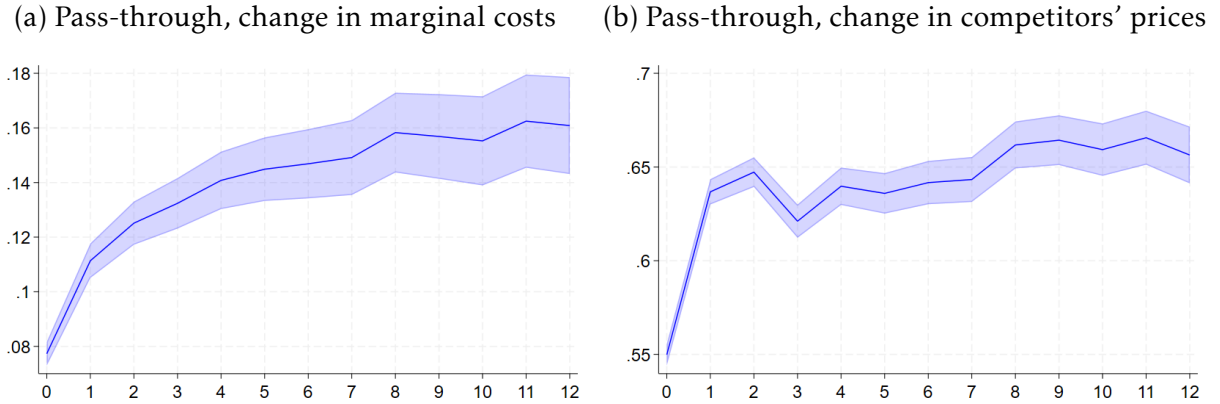 (a) Pass-through, change in marginal costs
.18
.16
.14
.12
.1
.08
0 1 2 3 4 5 6 7 8 9 10 11 12
(b) Pass-through, change in competitors’ prices
.7
.65
.6
.55
0 1 2 3 4 5 6 7 8 9 10 11 12